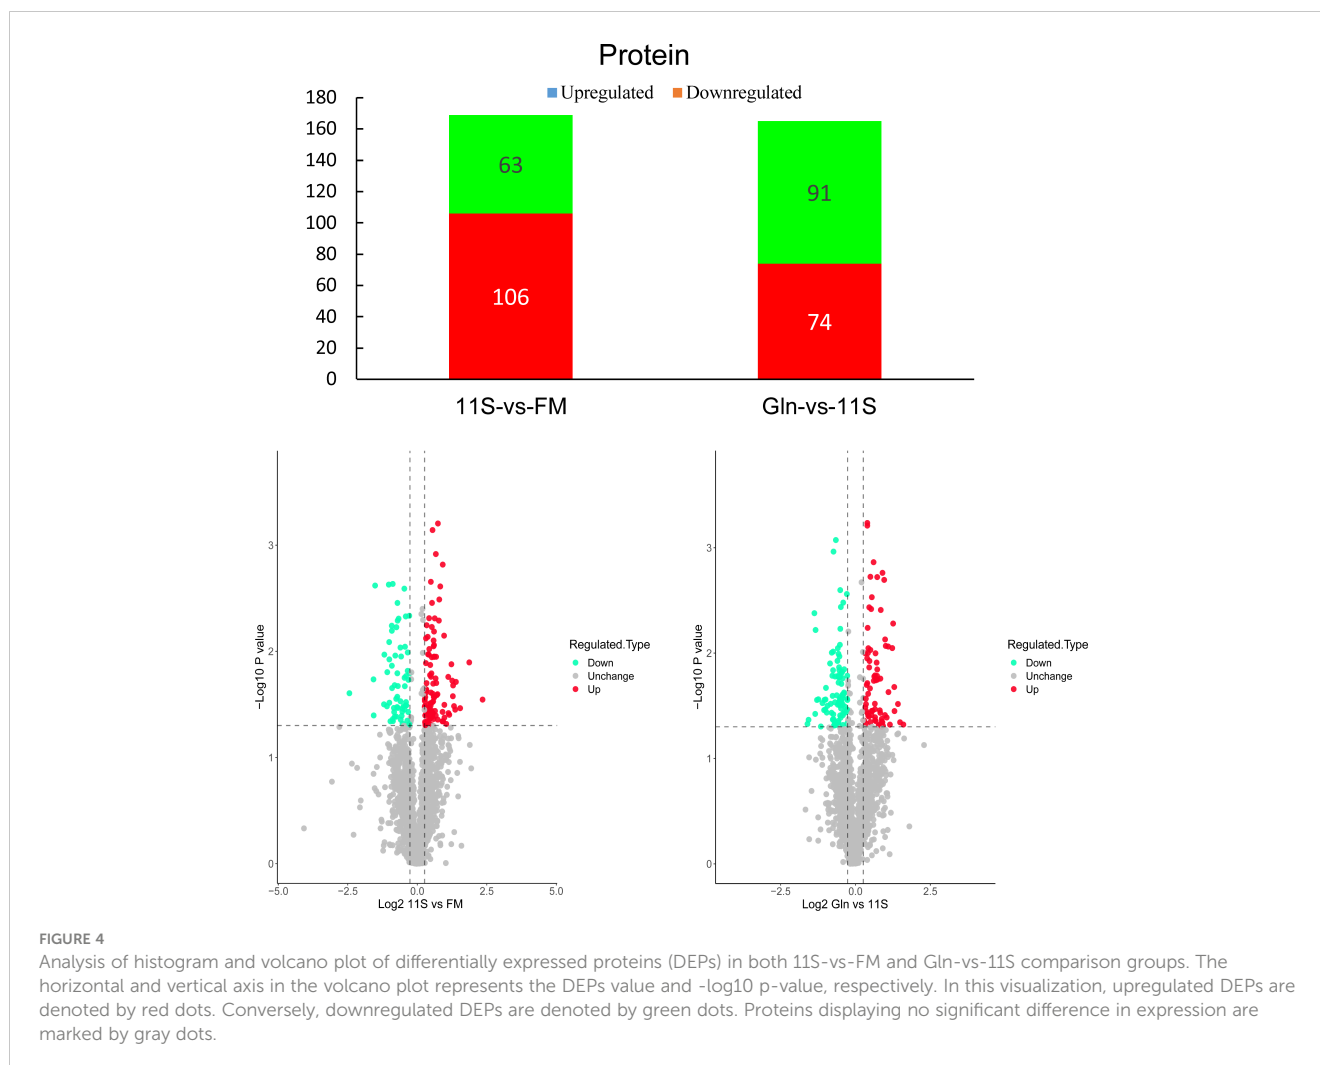 Protein
Upregulated Downregulated
180
160
140
120
100
80
60
40
20
0
63
106
91
74
11S-vs-FM Gln-vs-11S
−Log10 P value
3
2
1
0
−5.0 −2.5 0.0 2.5 5.0
Log2 11S vs FM
Regulated.Type
Down
Unchange
Up
−Log10 P value
3
2
1
0
−2.5 0.0 2.5
Log2 Gln vs 11S
Regulated.Type
Down
Unchange
Up
FIGURE 4
Analysis of histogram and volcano plot of differentially expressed proteins (DEPs) in both 11S-vs-FM and Gln-vs-11S comparison groups. The
horizontal and vertical axis in the volcano plot represents the DEPs value and -log10 p-value, respectively. In this visualization, upregulated DEPs are
denoted by red dots. Conversely, downregulated DEPs are denoted by green dots. Proteins displaying no significant difference in expression are
marked by gray dots.